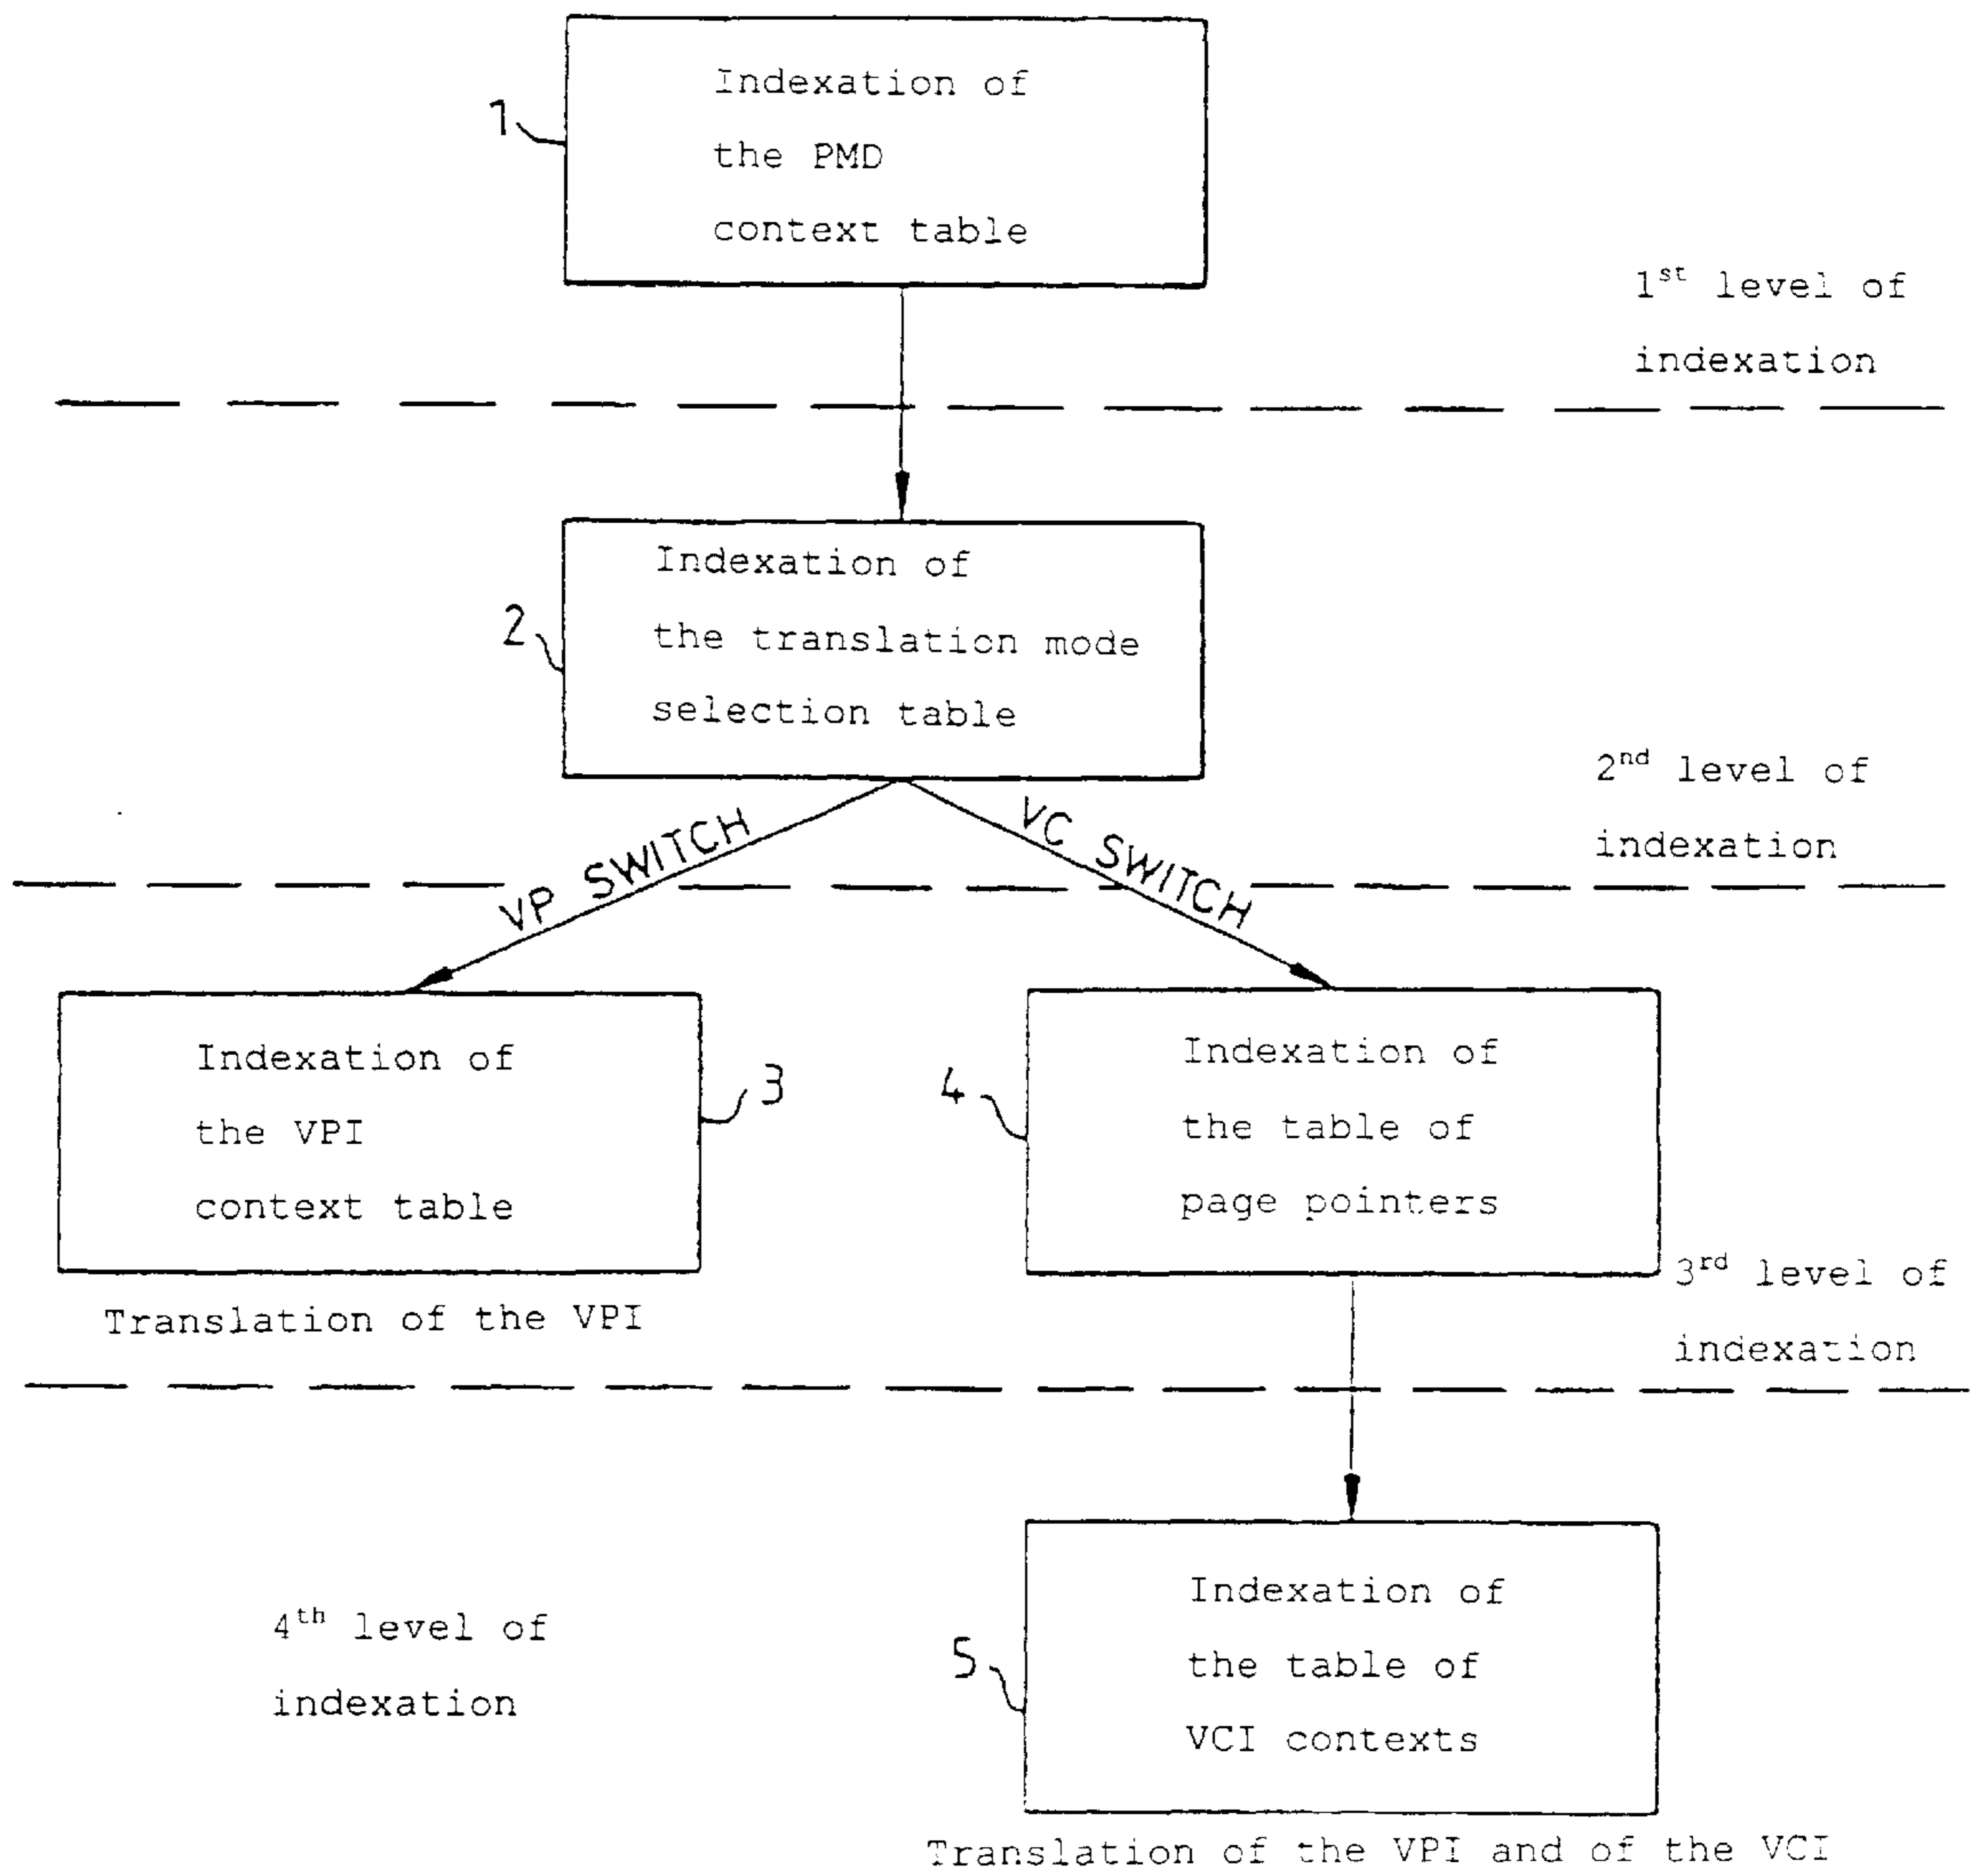 Indexation of
the PMD
context table
1
1st level of
indexation
Indexation of
the translation mode
selection table
2
2nd level of
indexation
VP SWITCH
VC SWITCH
Indexation of
the VPI
context table
3
Translation of the VPI
4
Indexation of
the table of
page pointers
3rd level of
indexation
4th level of
indexation
5
Indexation of
the table of
VCI contexts
Translation of the VPI and of the VCI